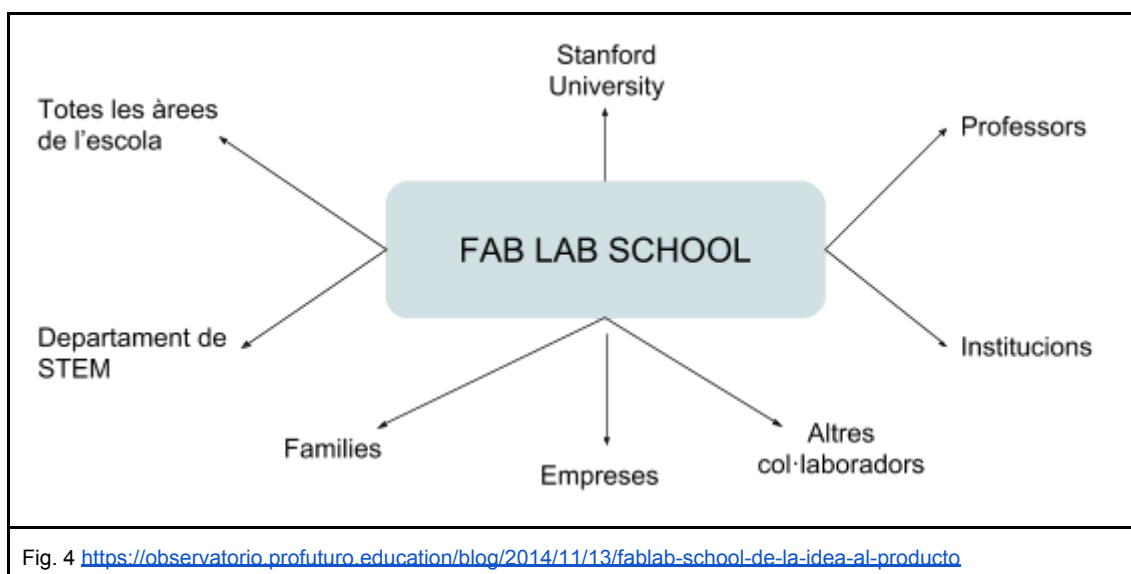 Stanford
University
Totes les àrees
de l'escola
Professors
FAB LAB SCHOOL
Departament de
STEM
Institucions
Families
Empreses
Altres
col·laboradors
Fig. 4 https://observatorio.profuturo.education/blog/2014/11/13/fablab-school-de-la-idea-al-producto